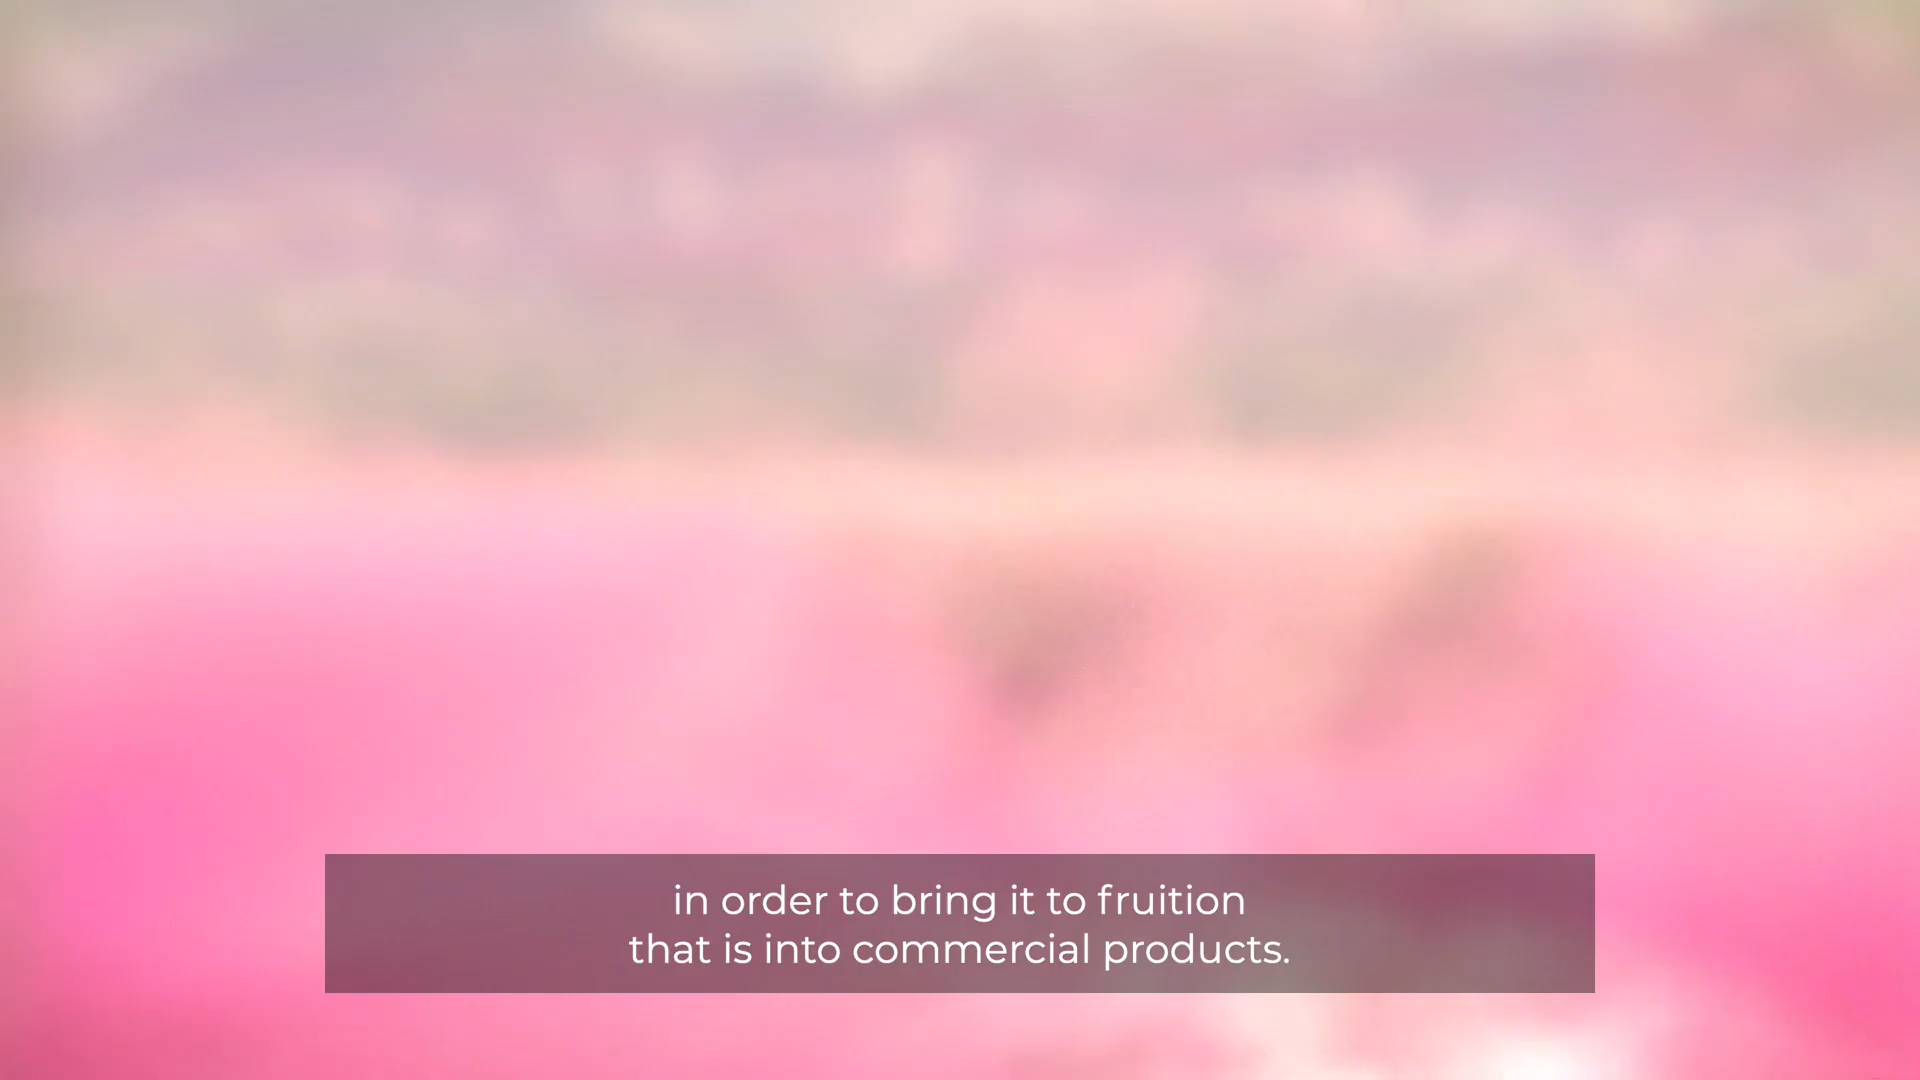 in order to bring it to fruition
that is into commercial products.